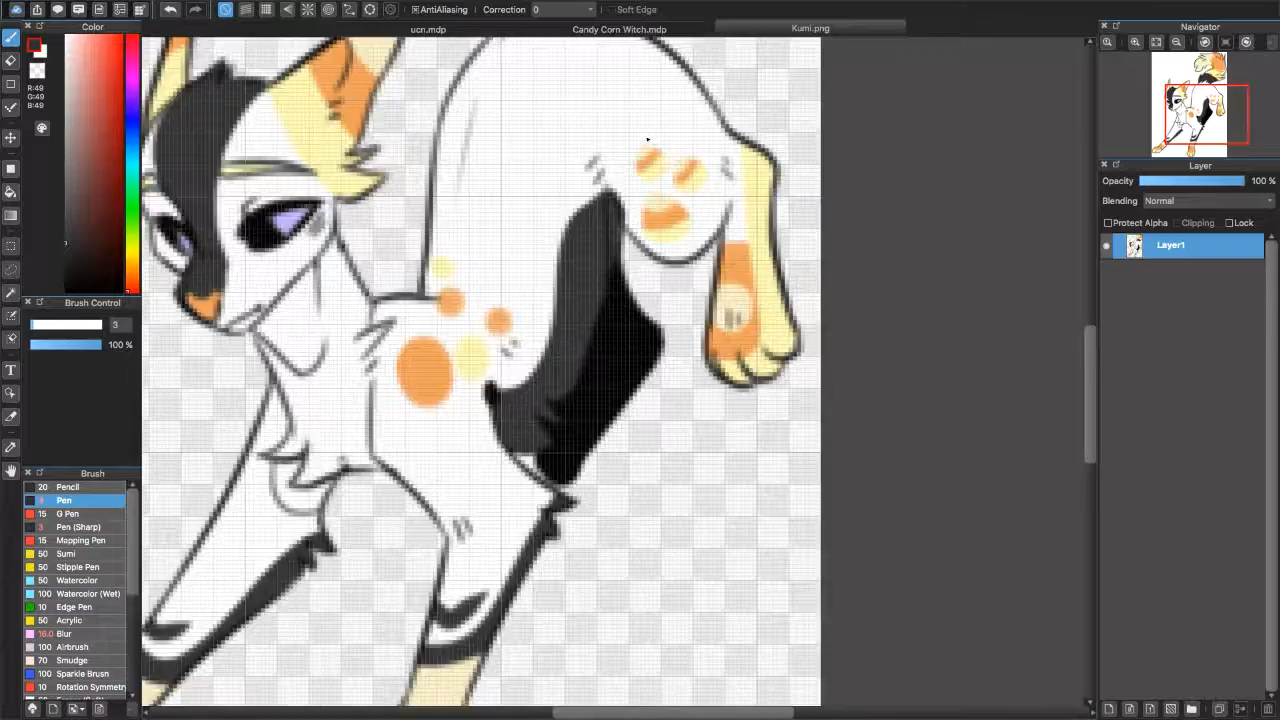 AntiAliasing Correction 0 Soft Edge
Color
ucn.mdp Candy Corn Witch.mdp Kumi.png
Navigator
R:49
G:49
B:49
Layer
Opacity 100 %
Blending Normal
Protect Alpha Clipping Lock
Layer1
Brush Control
3
100 %
Brush
20 Pencil
Pen
15 G Pen
3 Pen (Sharp)
15 Mapping Pen
50 Sumi
50 Stipple Pen
50 Watercolor
100 Watercolor (Wet)
10 Edge Pen
50 Acrylic
16.0 Blur
100 Airbrush
70 Smudge
100 Sparkle Brush
10 Rotation Symmetry